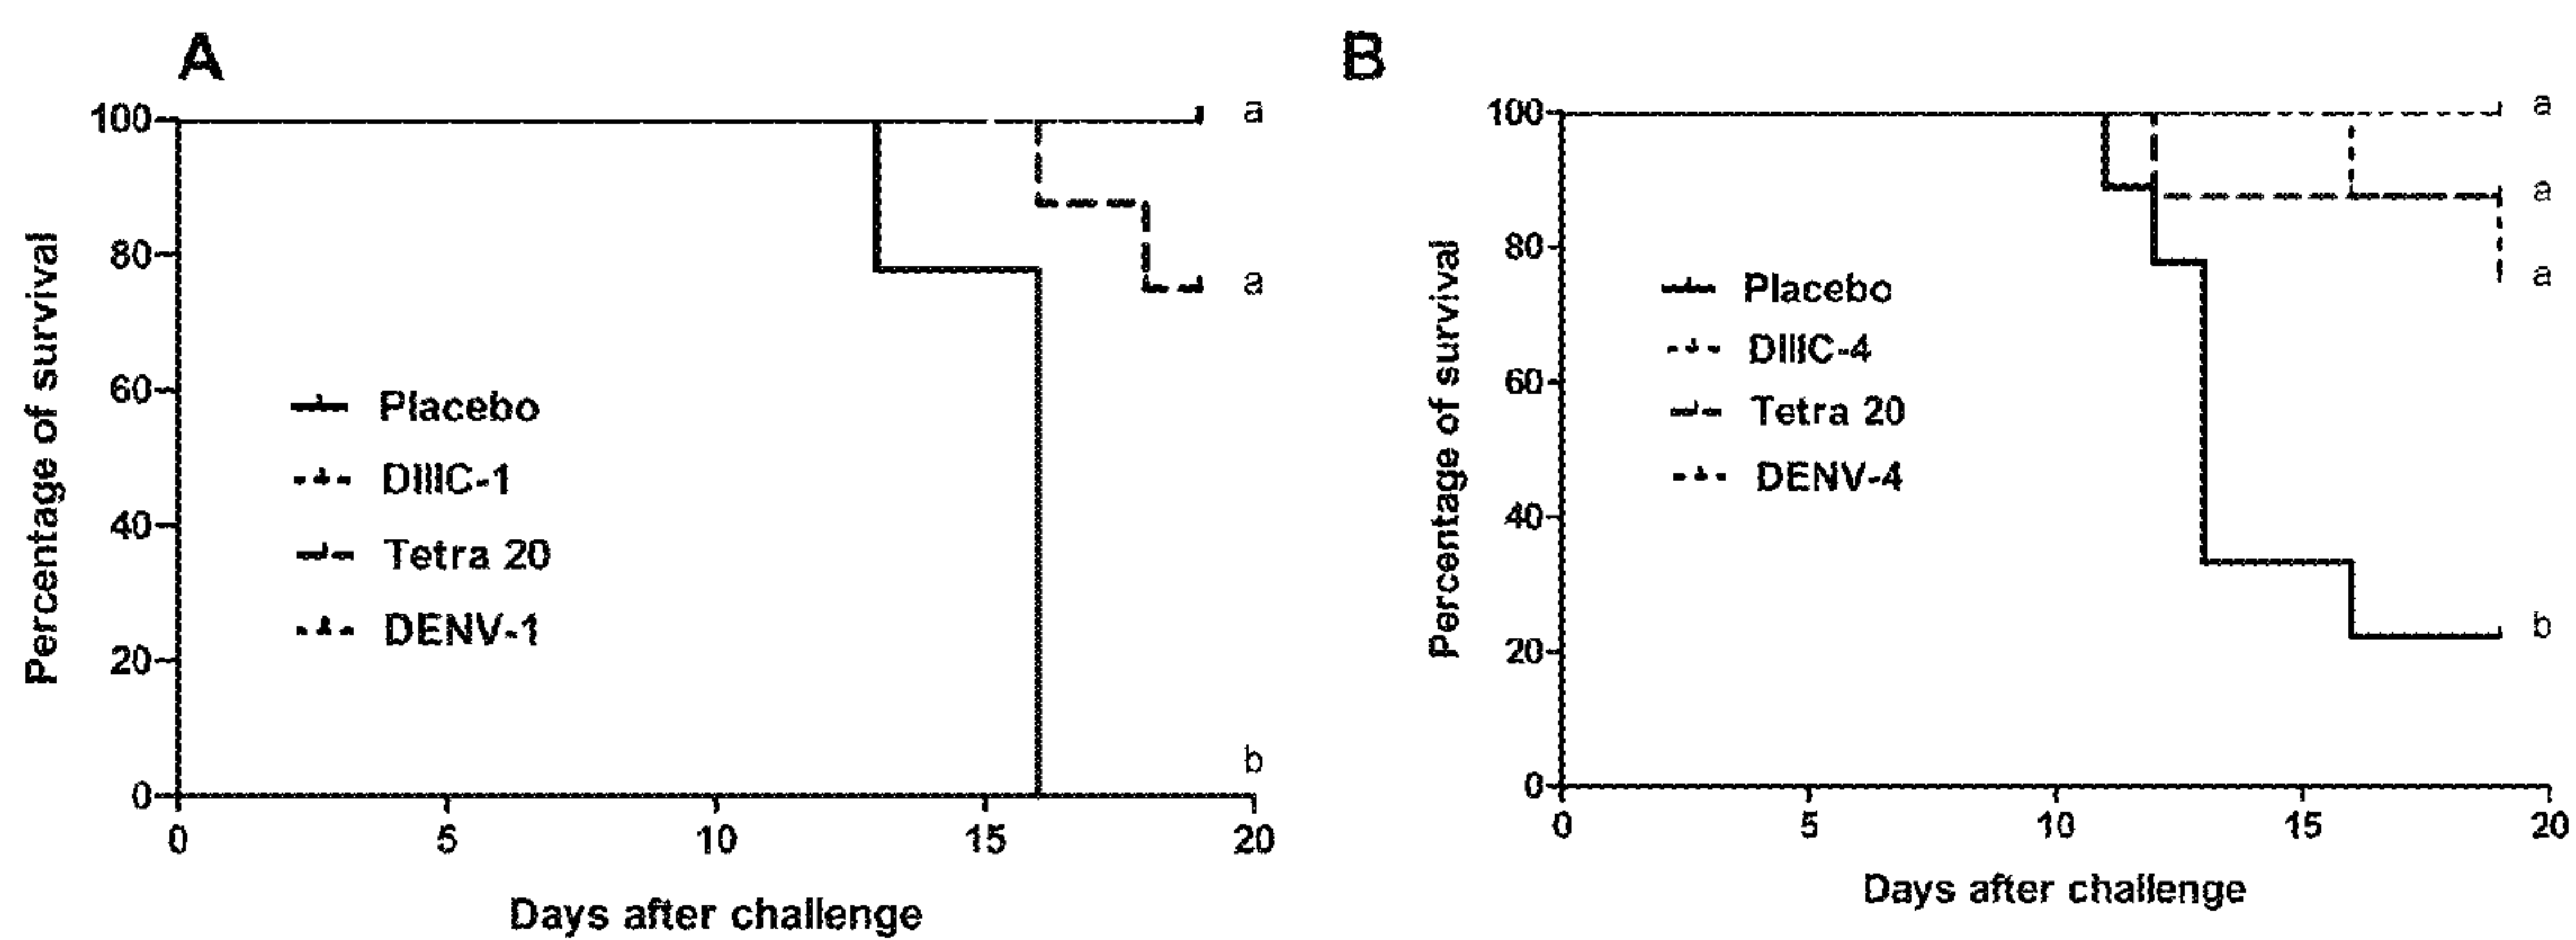 A
Percentage of survival
100
80
60
40
20
0
0 5 10 15 20
Days after challenge
Placebo
DIIIC-1
Tetra 20
DENV-1
a
a
b
B
Percentage of survival
100
80
60
40
20
0
0 5 10 15 20
Days after challenge
Placebo
DIIIC-4
Tetra 20
DENV-4
a
a
a
b